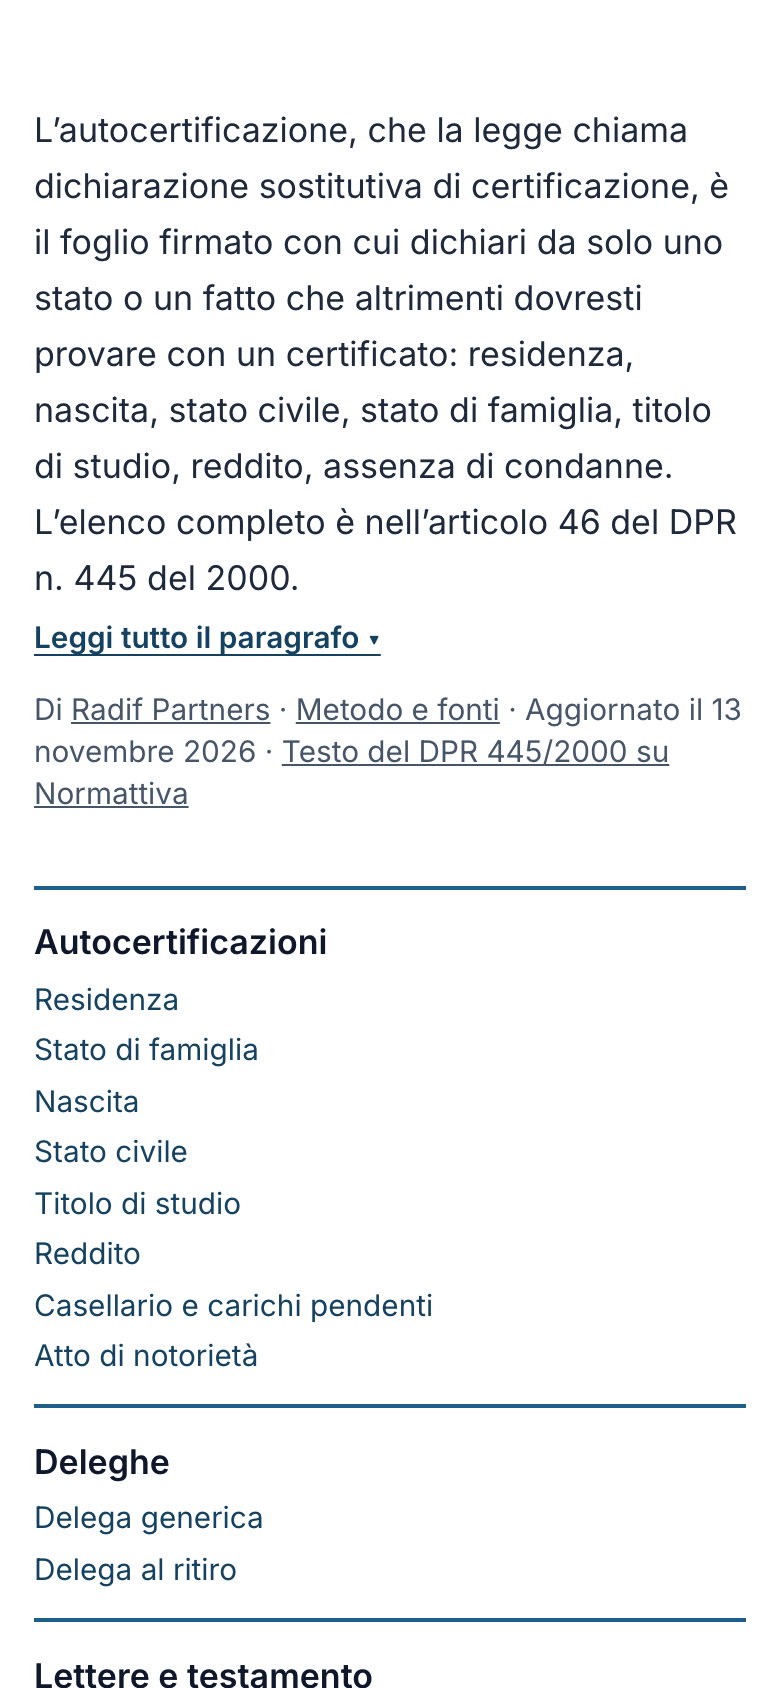 L’autocertificazione, che la legge chiama
dichiarazione sostitutiva di certificazione, è
il foglio firmato con cui dichiari da solo uno
stato o un fatto che altrimenti dovresti
provare con un certificato: residenza,
nascita, stato civile, stato di famiglia, titolo
di studio, reddito, assenza di condanne.
L’elenco completo è nell’articolo 46 del DPR
n. 445 del 2000.
Leggi tutto il paragrafo ▾
Di Radif Partners · Metodo e fonti · Aggiornato il 13
novembre 2026 · Testo del DPR 445/2000 su
Normattiva
Autocertificazioni
Residenza
Stato di famiglia
Nascita
Stato civile
Titolo di studio
Reddito
Casellario e carichi pendenti
Atto di notorietà
Deleghe
Delega generica
Delega al ritiro
Lettere e testamento